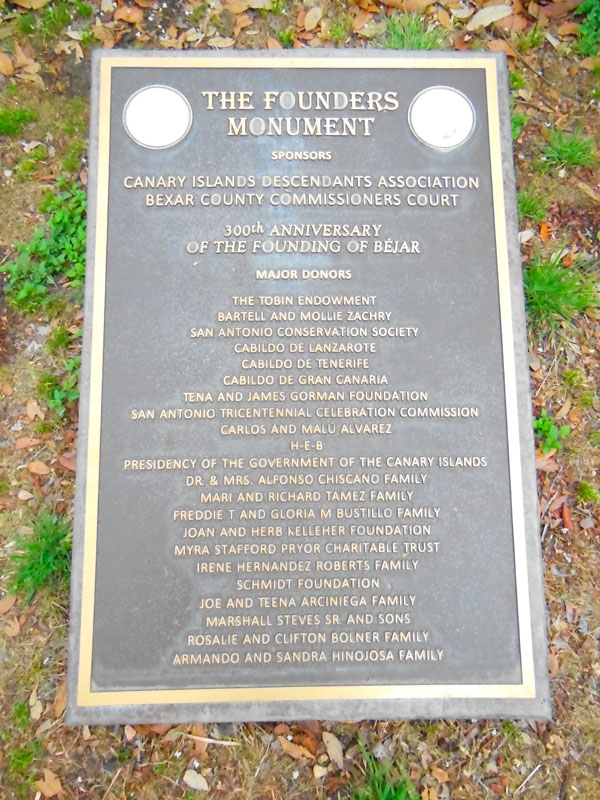 THE FOUNDERS
MONUMENT
SPONSORS
CANARY ISLANDS DESCENDANTS ASSOCIATION
BEXAR COUNTY COMMISSIONERS COURT
300th ANNIVERSARY
OF THE FOUNDING OF BÉJAR
MAJOR DONORS
THE TOBIN ENDOWMENT
BARTELL AND MOLLIE ZACHRY
SAN ANTONIO CONSERVATION SOCIETY
CABILDO DE LANZAROTE
CABILDO DE TENERIFE
CABILDO DE GRAN CANARIA
TENA AND JAMES GORMAN FOUNDATION
SAN ANTONIO TRICENTENNIAL CELEBRATION COMMISSION
CARLOS AND MALÚ ALVAREZ
H-E-B
PRESIDENCY OF THE GOVERNMENT OF THE CANARY ISLANDS
DR. & MRS. ALFONSO CHISCANO FAMILY
MARI AND RICHARD TAMEZ FAMILY
FREDDIE T AND GLORIA M BUSTILLO FAMILY
JOAN AND HERB KELLEHER FOUNDATION
MYRA STAFFORD PRYOR CHARITABLE TRUST
IRENE HERNANDEZ ROBERTS FAMILY
SCHMIDT FOUNDATION
JOE AND TEENA ARCINIEGA FAMILY
MARSHALL STEVES SR. AND SONS
ROSALIE AND CLIFTON BOLNER FAMILY
ARMANDO AND SANDRA HINOJOSA FAMILY